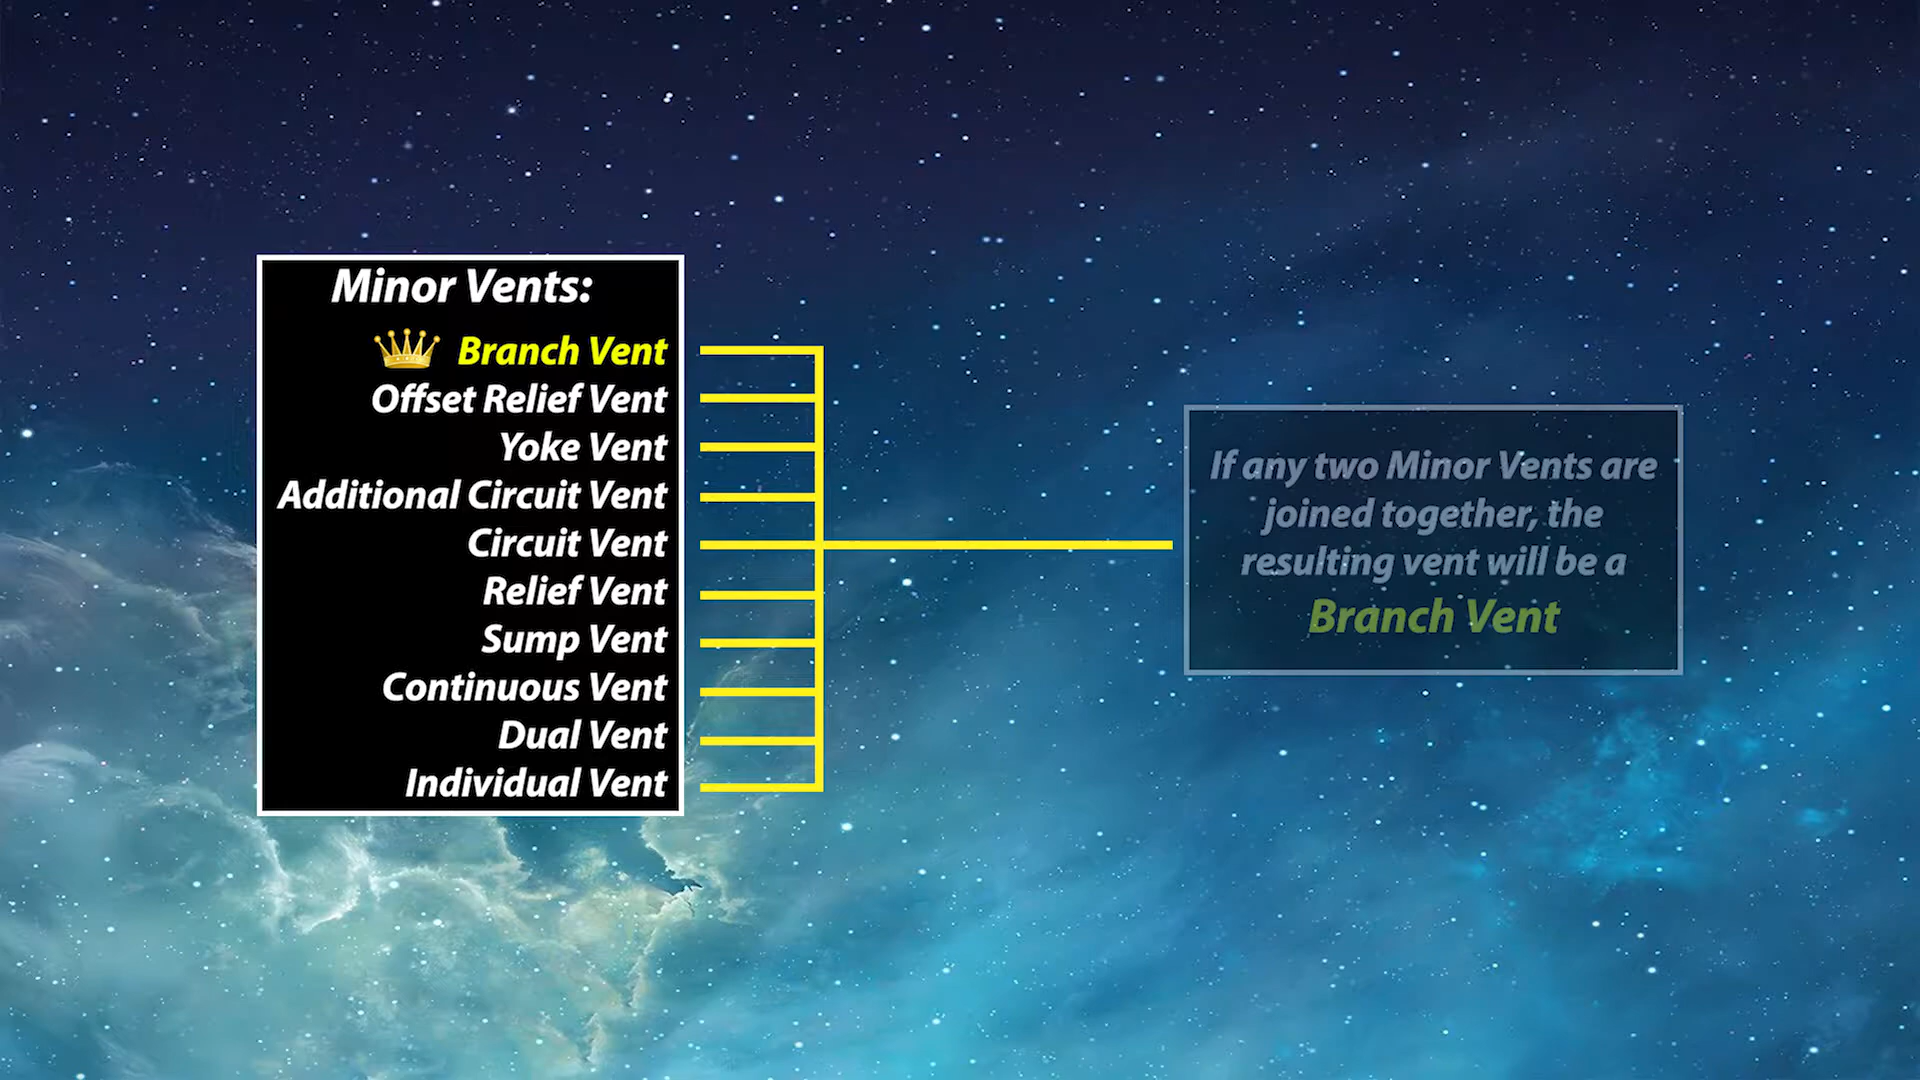 Minor Vents:
Branch Vent
Offset Relief Vent
Yoke Vent
Additional Circuit Vent
Circuit Vent
Relief Vent
Sump Vent
Continuous Vent
Dual Vent
Individual Vent
If any two Minor Vents are
joined together, the
resulting vent will be a
Branch Vent